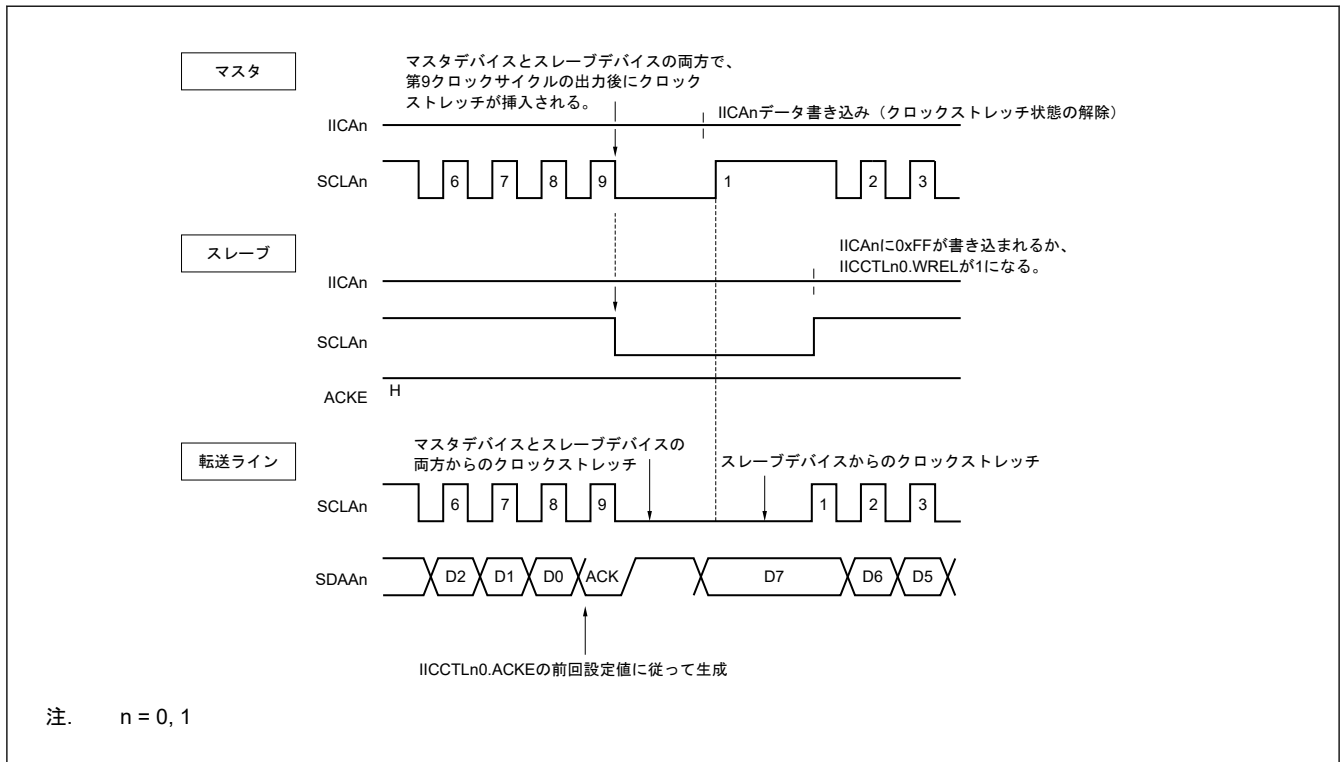 マスタ
マスタデバイスとスレーブデバイスの両方で、
第9クロックサイクルの出力後にクロック
ストレッチが挿入される。
IICAnデータ書き込み（クロックストレッチ状態の解除）
IICAn
SCLAn
6 7 8 9 1 2 3
スレーブ
IICAnに0xFFが書き込まれるか、
IICCTLn0.WRELが1になる。
IICAn
SCLAn
ACKE
H
転送ライン
マスタデバイスとスレーブデバイスの
両方からのクロックストレッチ
スレーブデバイスからのクロックストレッチ
SCLAn
6 7 8 9 1 2 3
SDAAn
D2 D1 D0 ACK D7 D6 D5
IICCTLn0.ACKEの前回設定値に従って生成
注. n = 0, 1